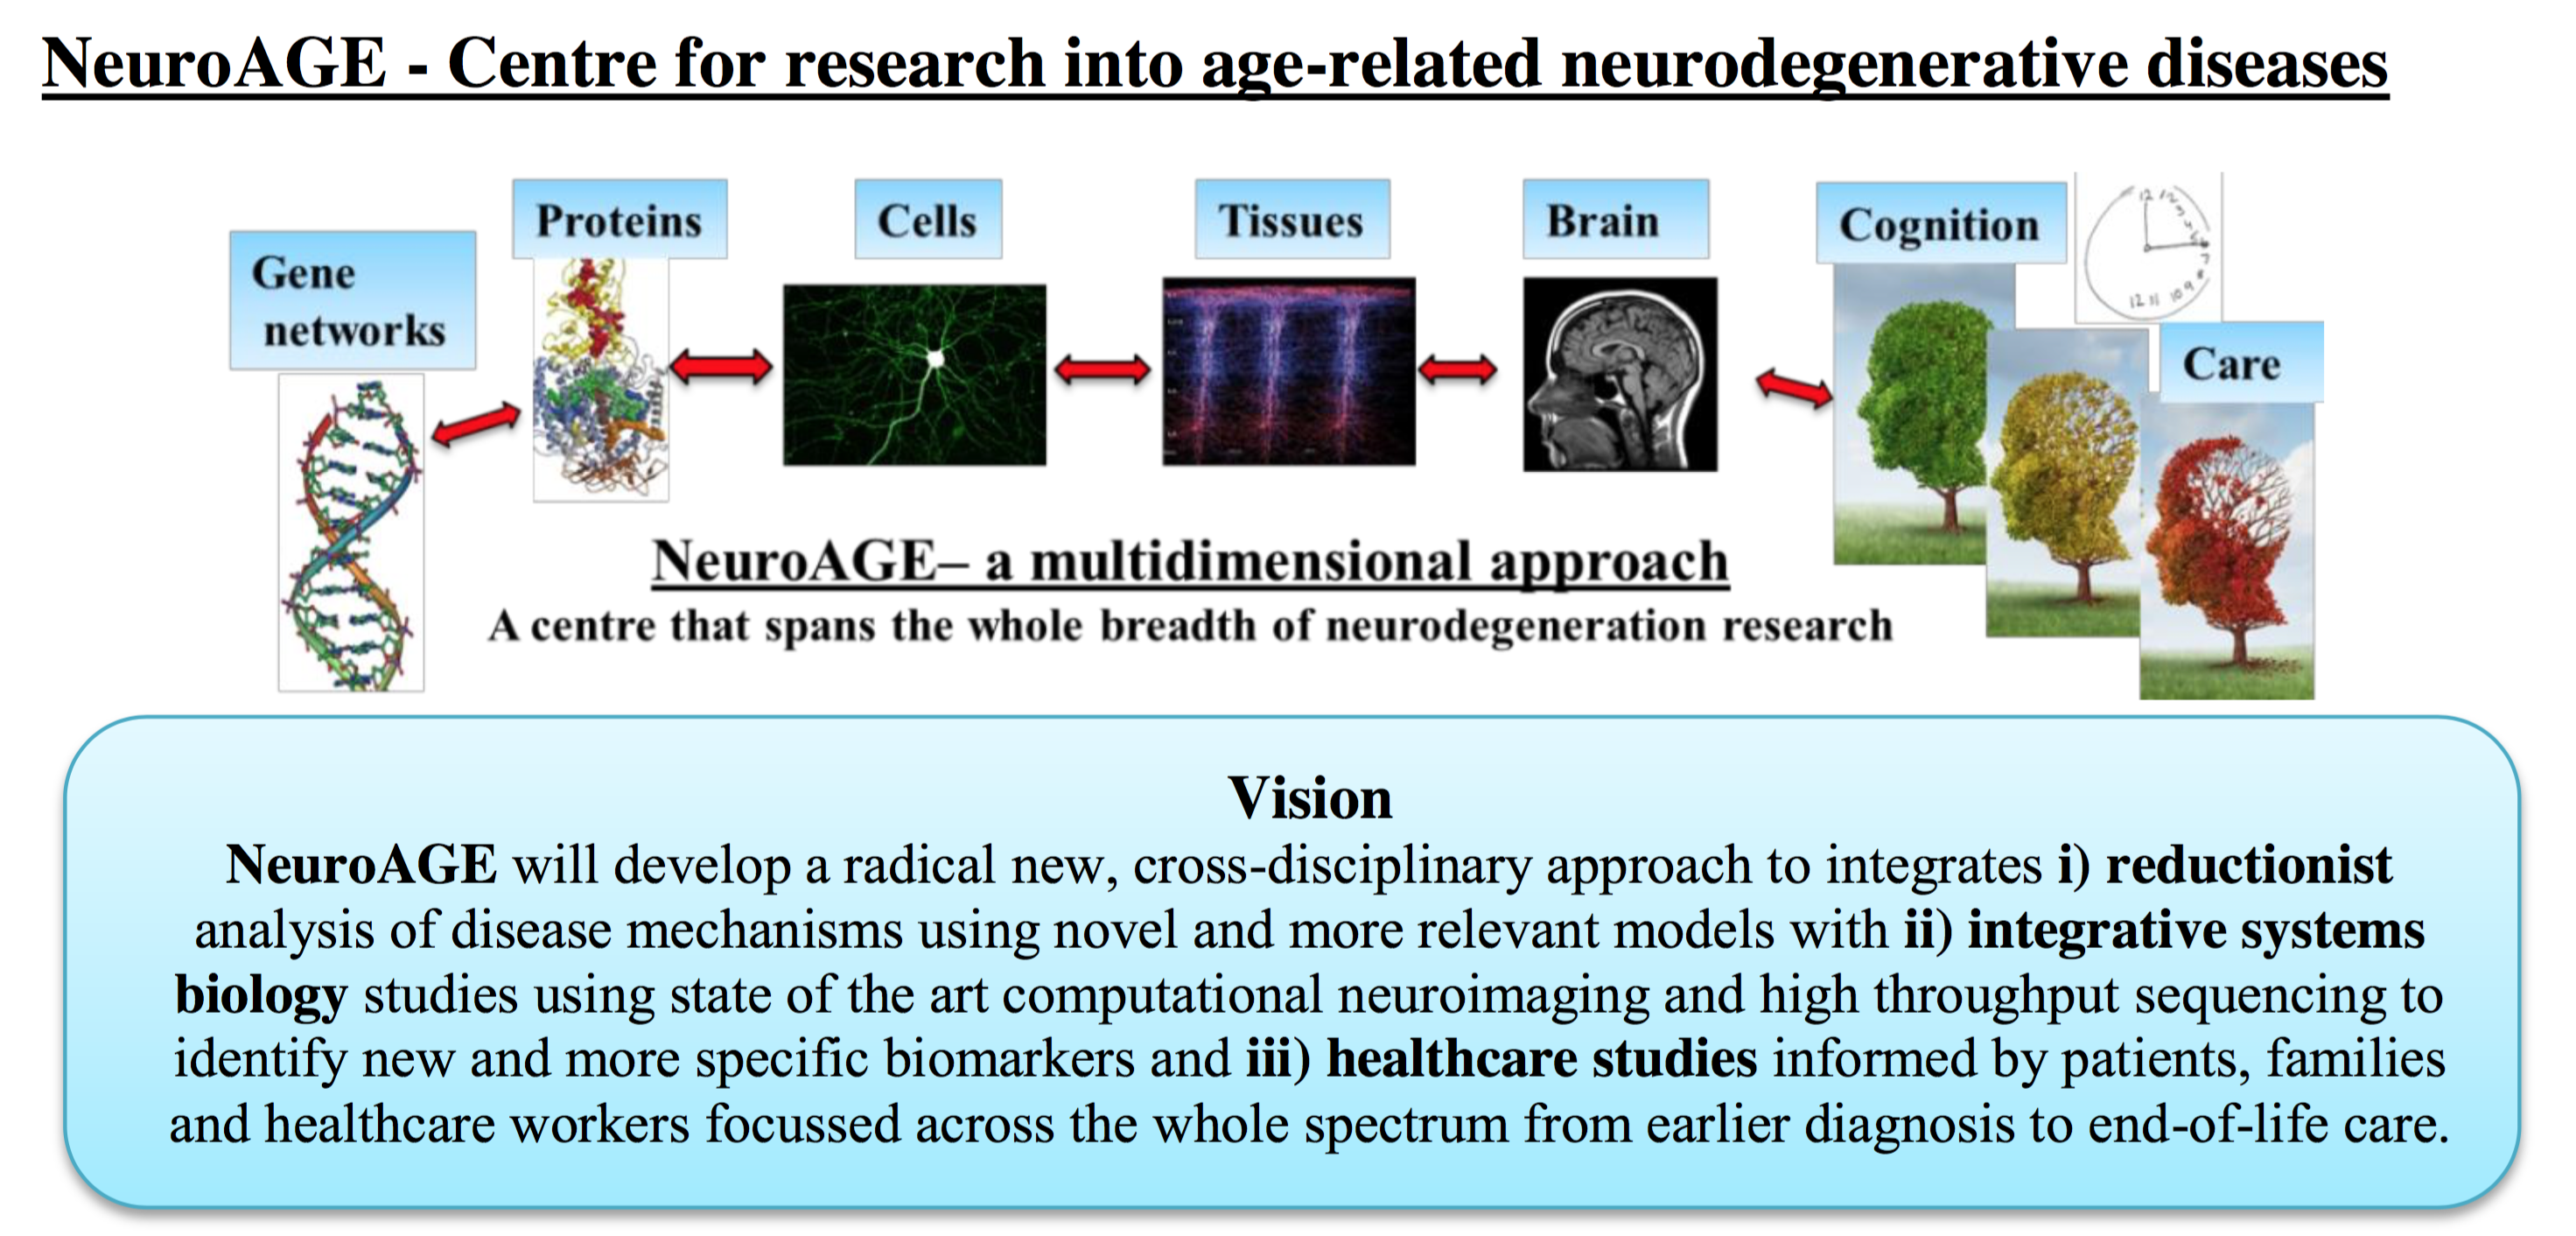 NeuroAGE - Centre for research into age-related neurodegenerative diseases
Gene
networks
Proteins
Cells
Tissues
Brain
Cognition
Care
NeuroAGE– a multidimensional approach
A centre that spans the whole breadth of neurodegeneration research
Vision
NeuroAGE will develop a radical new, cross-disciplinary approach to integrates i) reductionist
analysis of disease mechanisms using novel and more relevant models with ii) integrative systems
biology studies using state of the art computational neuroimaging and high throughput sequencing to
identify new and more specific biomarkers and iii) healthcare studies informed by patients, families
and healthcare workers focussed across the whole spectrum from earlier diagnosis to end-of-life care.